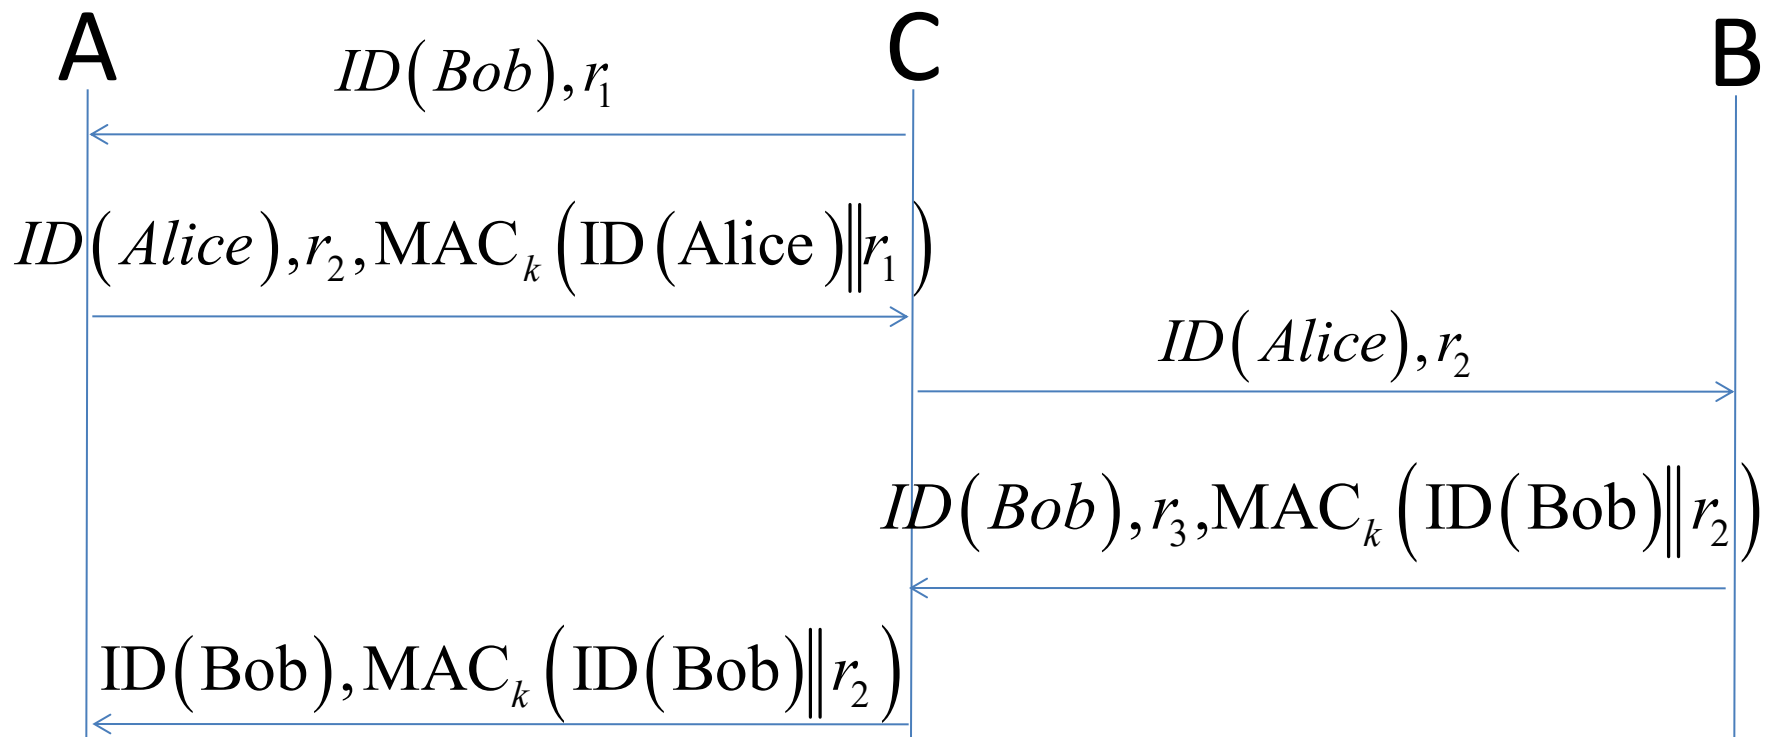 A C B
ID(Bob), r₁
ID(Alice), r₂, MACₖ(ID(Alice)‖r₁)
ID(Alice), r₂
ID(Bob), r₃, MACₖ(ID(Bob)‖r₂)
ID(Bob), MACₖ(ID(Bob)‖r₂)